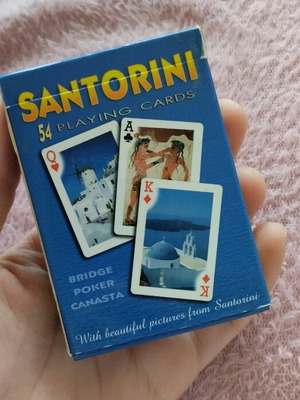 SANTORINI
54 PLAYING CARDS
Q
A
K
K
BRIDGE
POKER
CANASTA
With beautiful pictures from Santorini